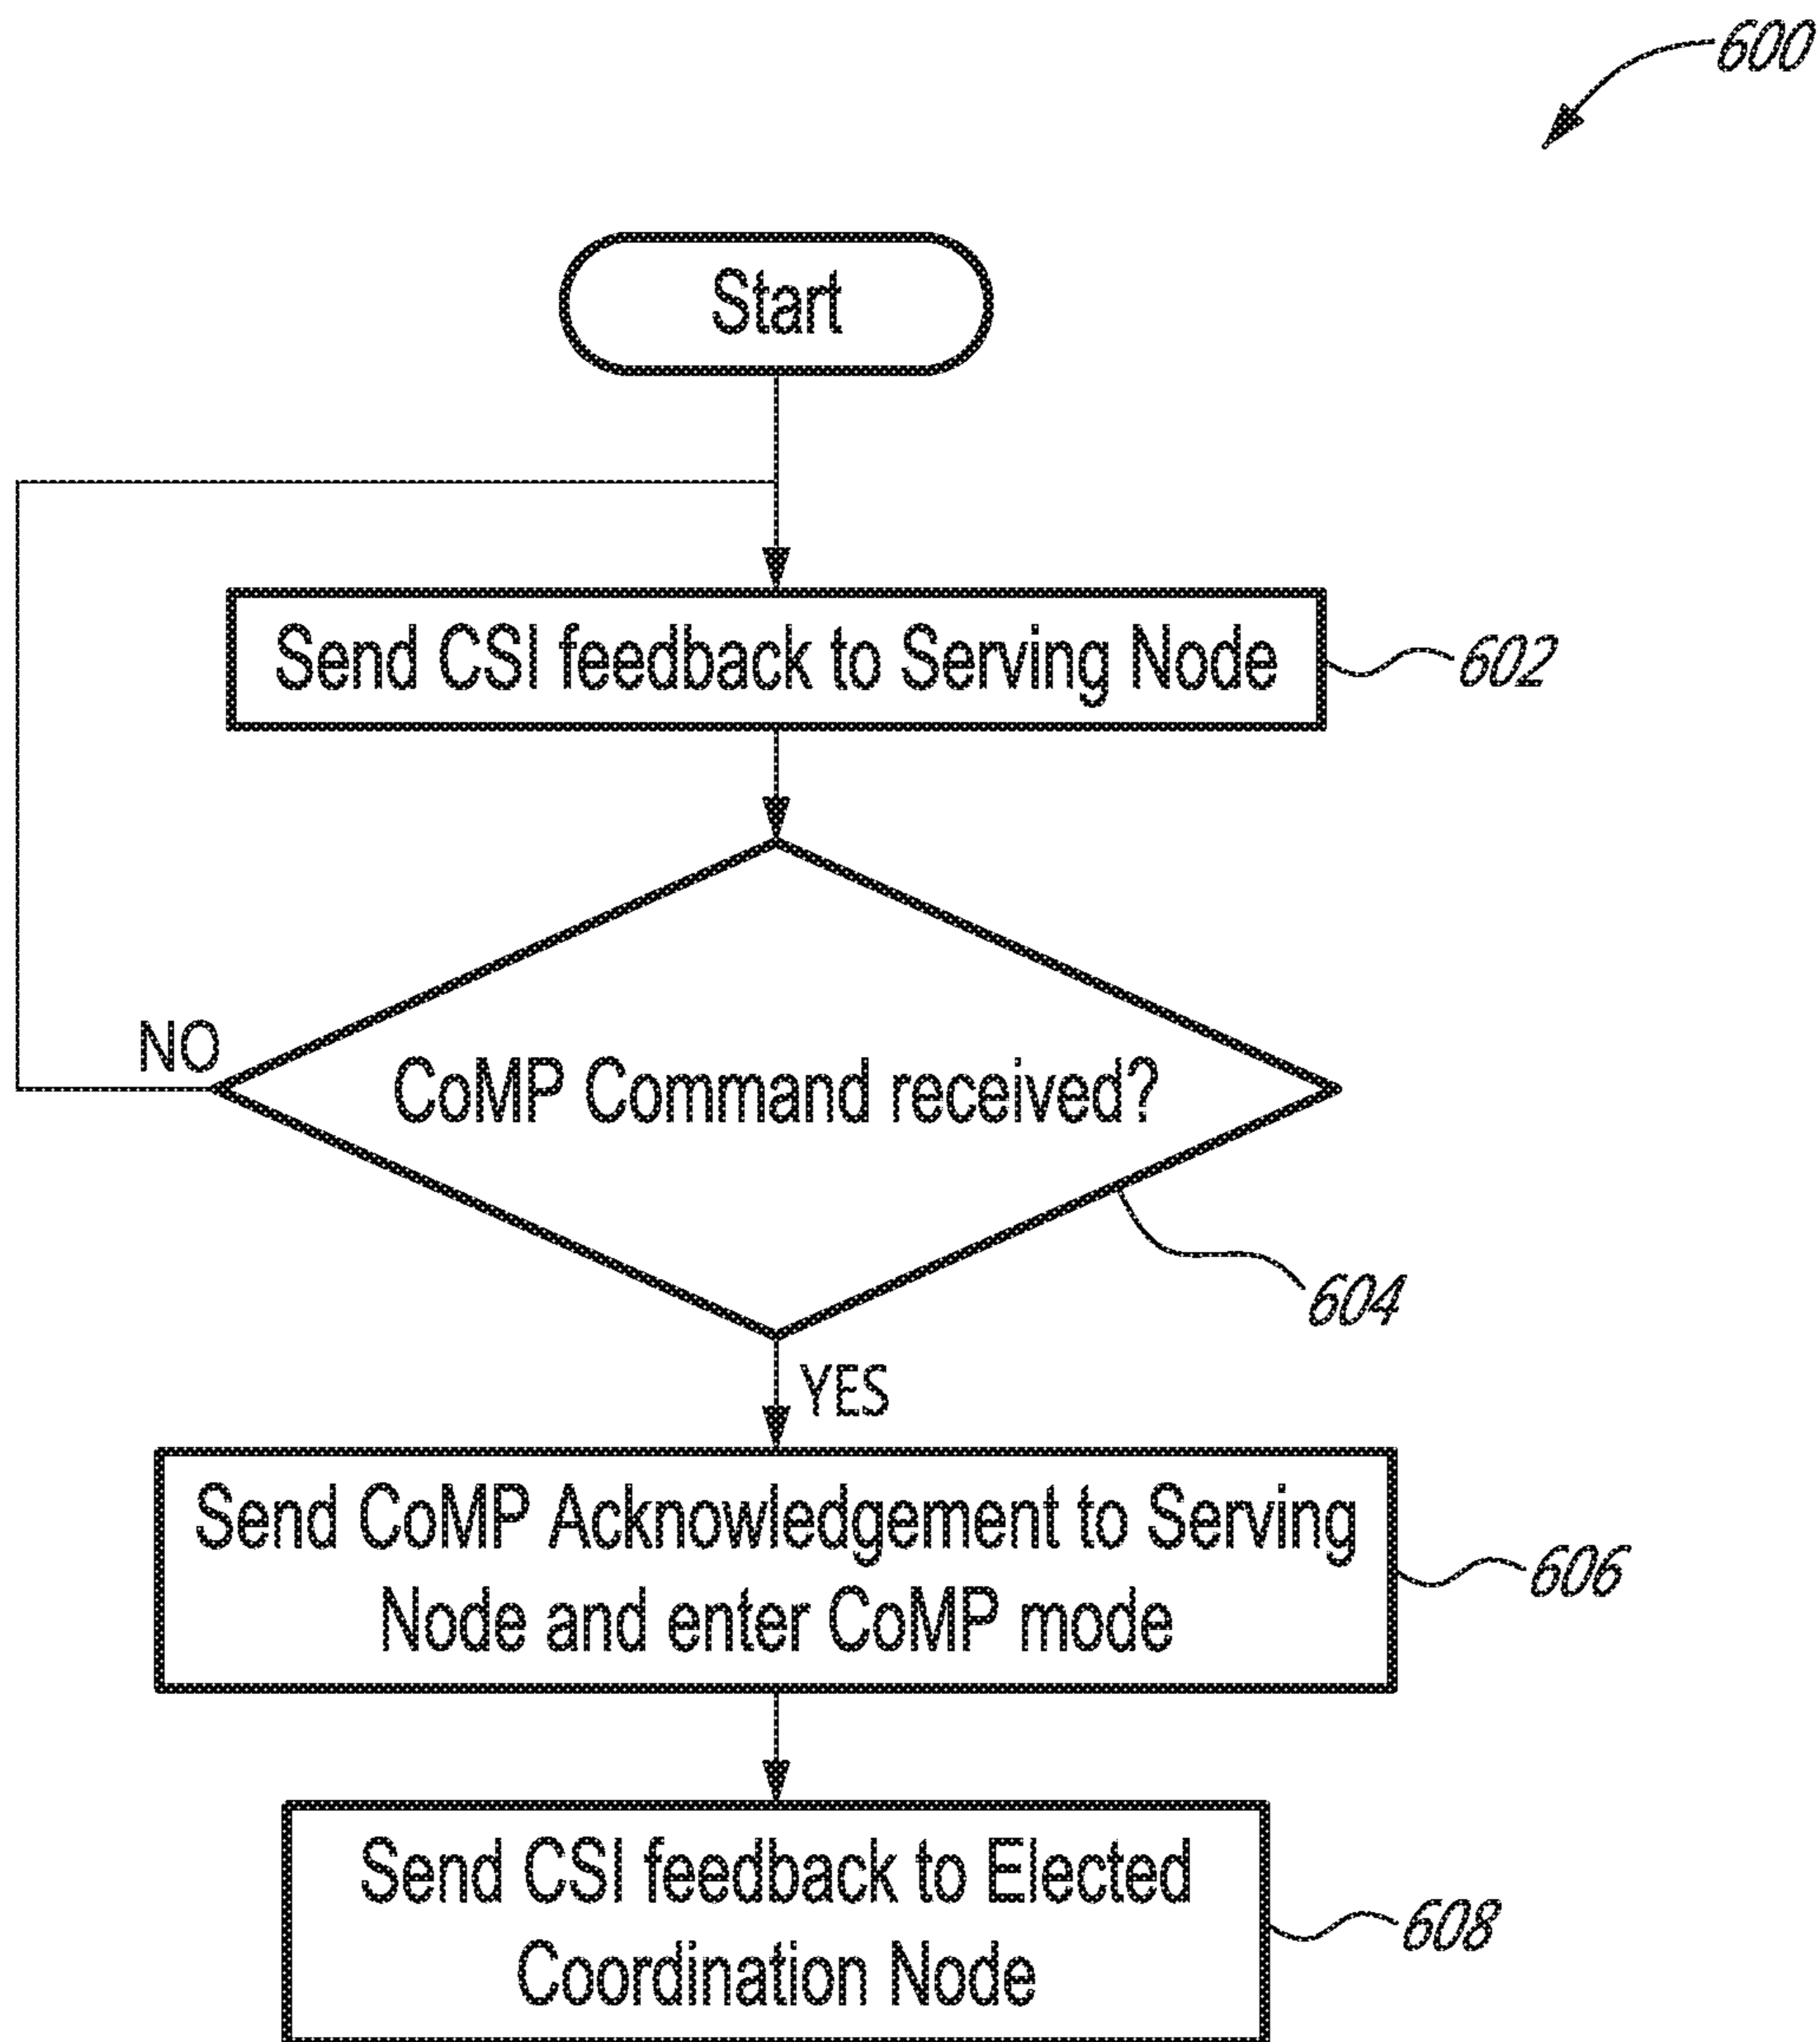 600
Start
Send CSI feedback to Serving Node
602
NO
CoMP Command received?
604
YES
Send CoMP Acknowledgement to Serving
Node and enter CoMP mode
606
Send CSI feedback to Elected
Coordination Node
608